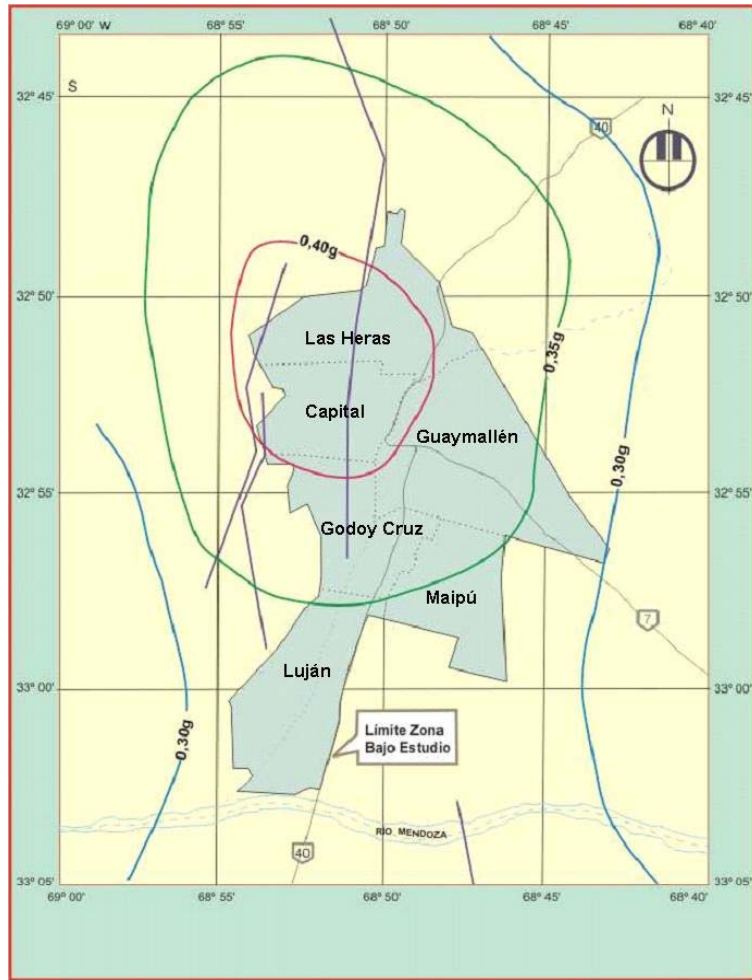 69° 00' W 68° 55' 68° 50' 68° 45' 68° 40'
S
N
32° 45' 32° 45'
40
0,40g
32° 50' 32° 50'
Las Heras
0,35g
Capital
Guaymallén
0,30g
32° 55' 32° 55'
Godoy Cruz
Maipú
7
Luján
33° 00' 33° 00'
0,30g
Límite Zona
Bajo Estudio
RIO MENDOZA
40
33° 05' 33° 05'
69° 00' 68° 55' 68° 50' 68° 45' 68° 40'